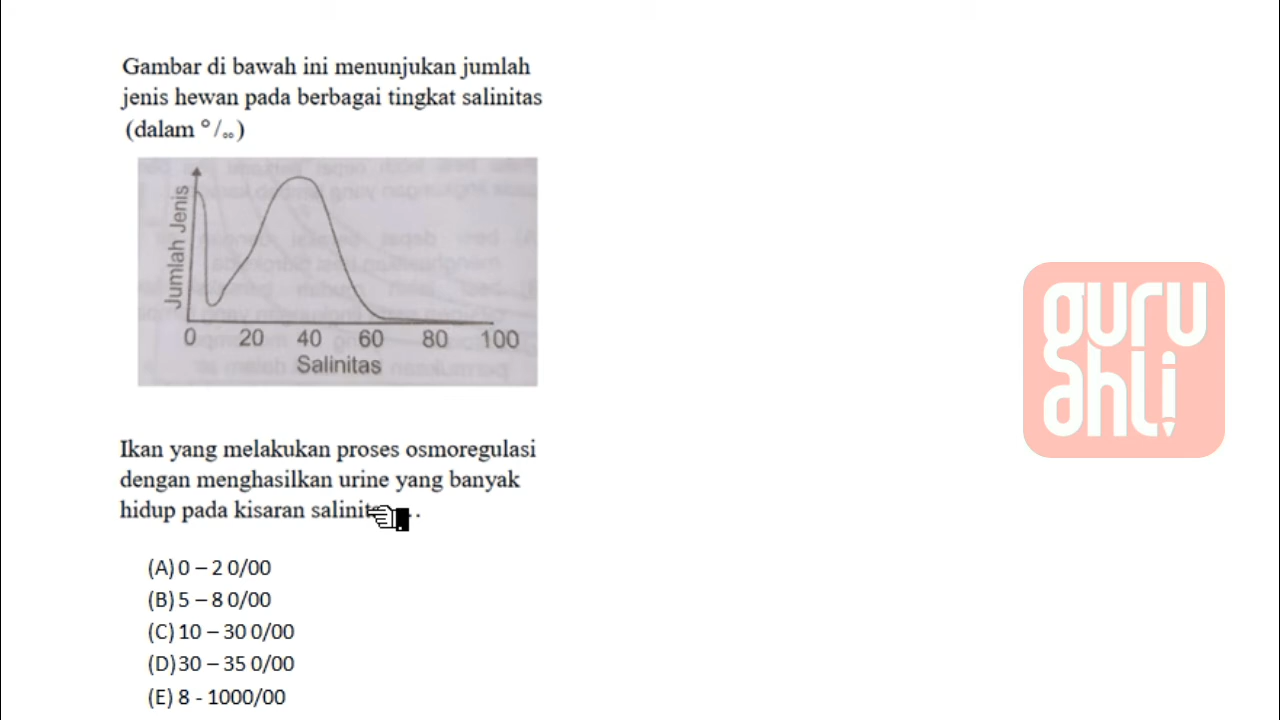 Gambar di bawah ini menunjukan jumlah
jenis hewan pada berbagai tingkat salinitas
(dalam °/₀₀)
Jumlah Jenis
0 20 40 60 80 100
Salinitas
Ikan yang melakukan proses osmoregulasi
dengan menghasilkan urine yang banyak
hidup pada kisaran
(A) 0 – 2 0/00
(B) 5 – 8 0/00
(C) 10 – 30 0/00
(D) 30 – 35 0/00
(E) 8 - 1000/00
guru
ahli